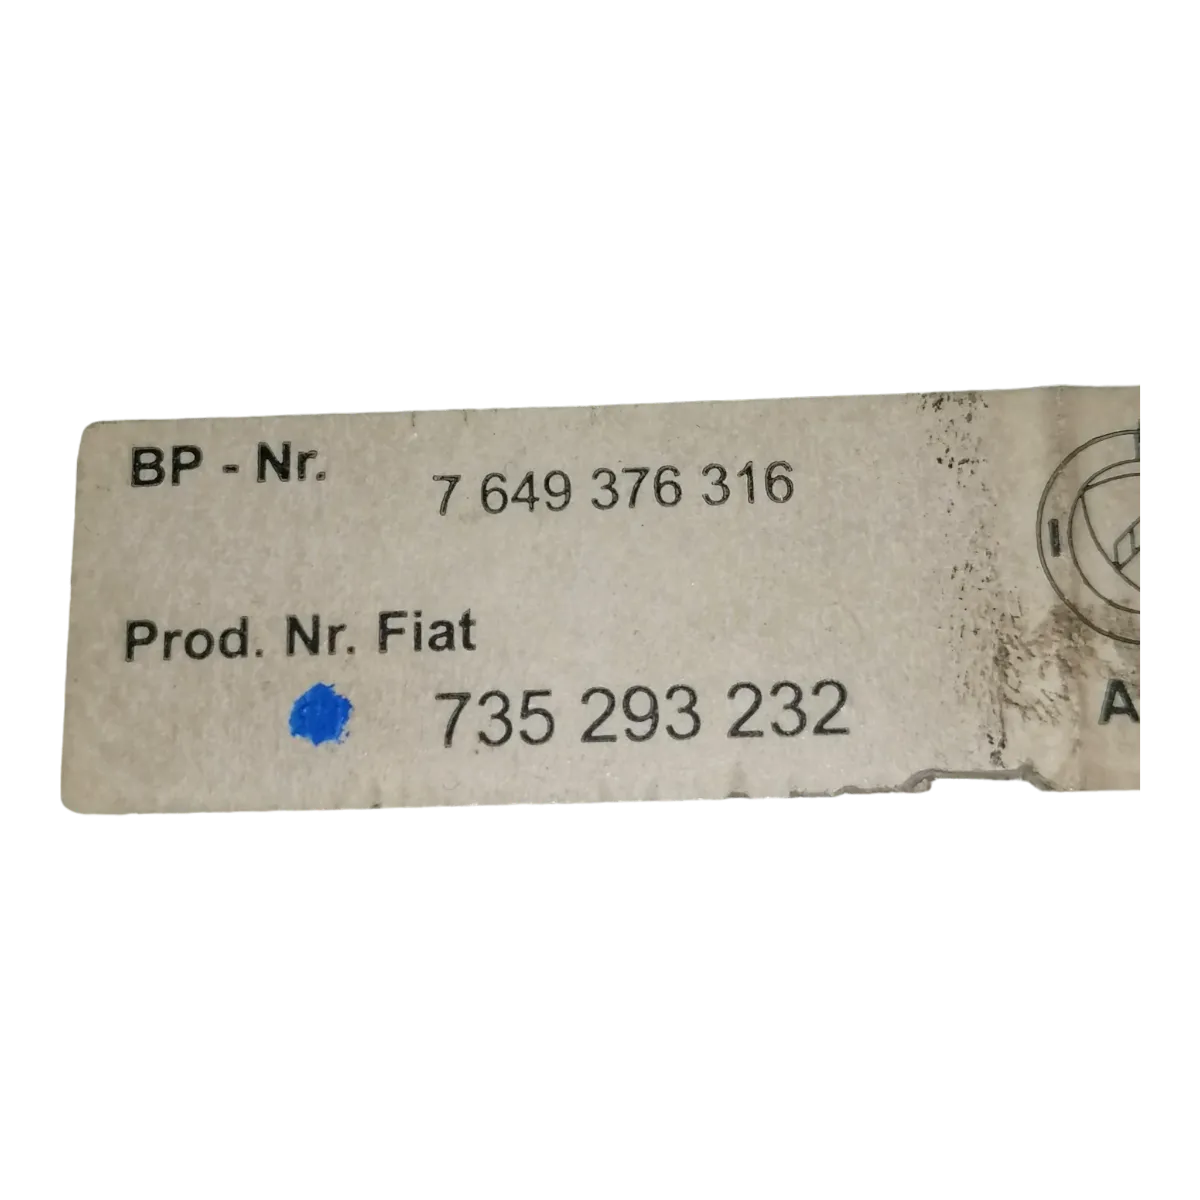 BP - Nr. 7 649 376 316
Prod. Nr. Fiat
735 293 232